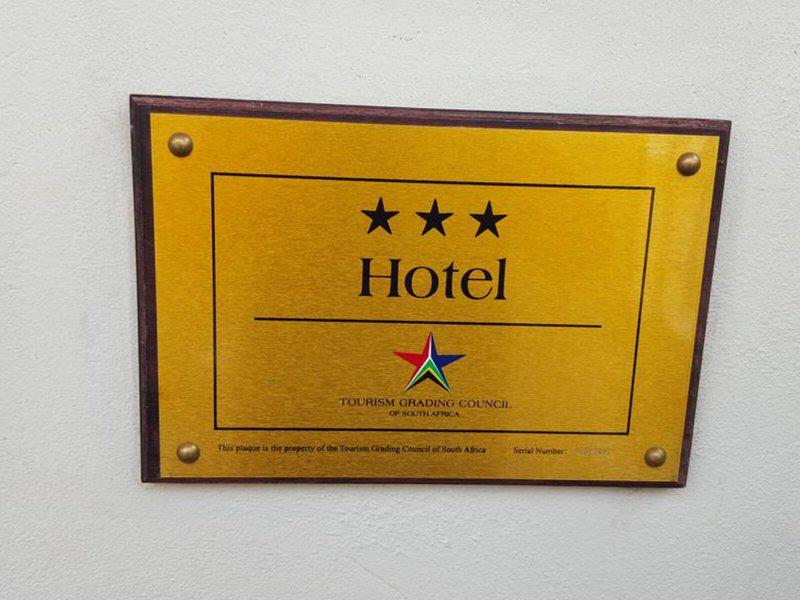 Hotel
TOURISM GRADING COUNCIL
OF SOUTH AFRICA
This plaque is the property of the Tourism Grading Council of South Africa Serial Number: